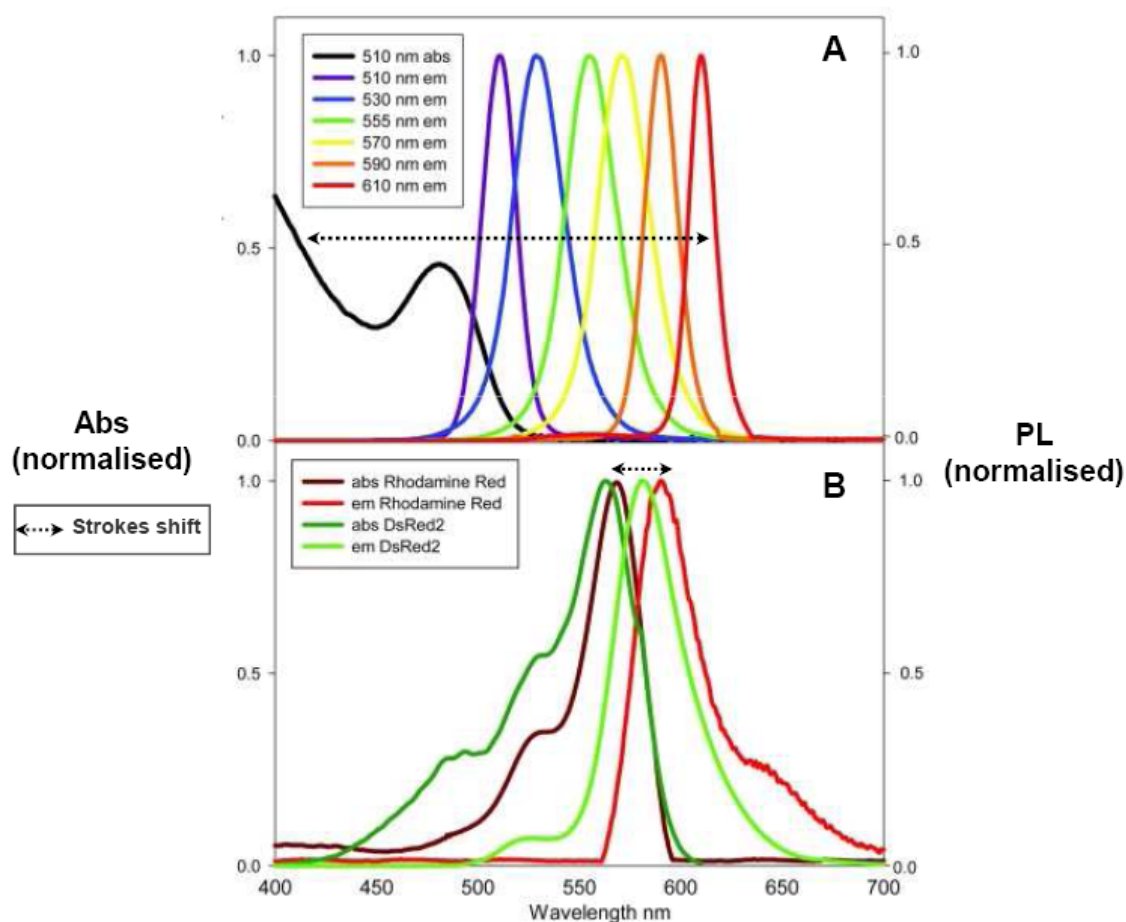 A
510 nm abs
510 nm em
530 nm em
555 nm em
570 nm em
590 nm em
610 nm em
1.0
0.5
0.0
1.0
0.5
0.0
Abs
(normalised)
Strokes shift
PL
(normalised)
B
abs Rhodamine Red
em Rhodamine Red
abs DsRed2
em DsRed2
1.0
0.5
0.0
1.0
0.5
0.0
400 450 500 550 600 650 700
Wavelength nm